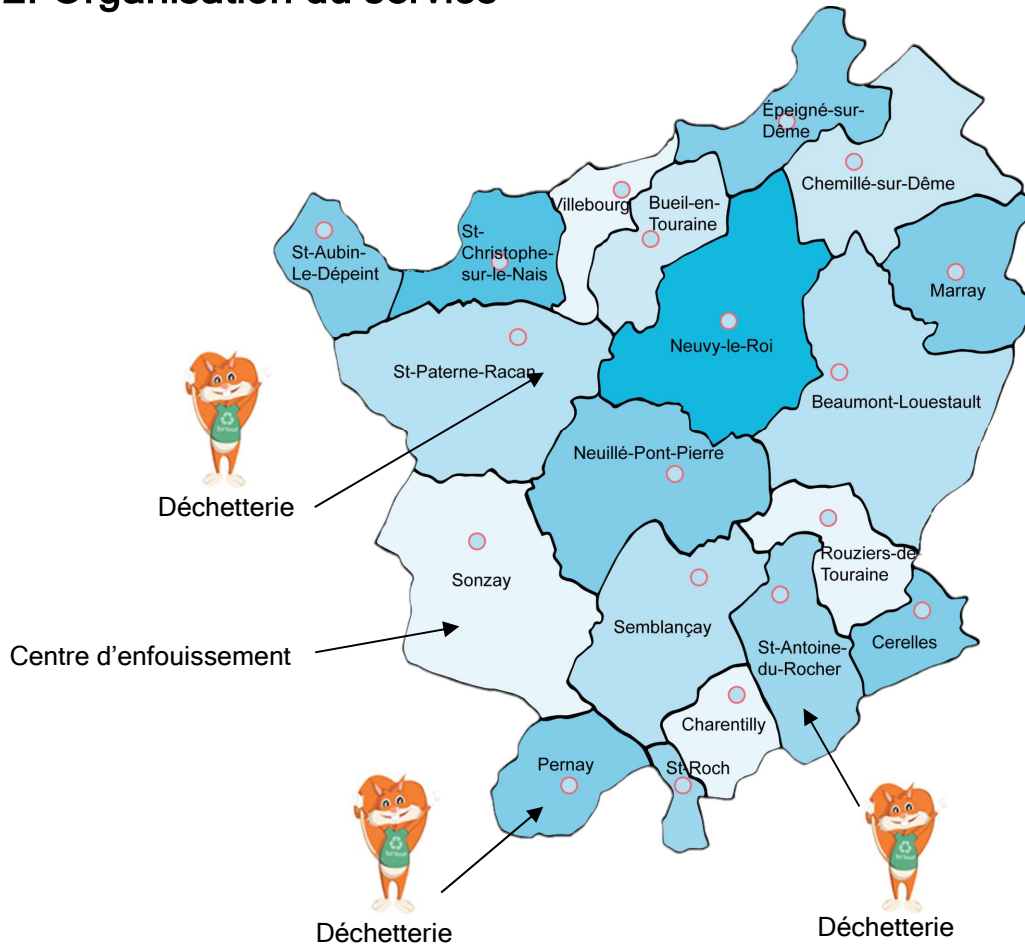 2. Organisation du service
Épeigné-sur-
Dême
Chemillé-sur-Dême
Villebourg
Bueil-en-
Touraine
St-
Christophe-
sur-le-Nais
St-Aubin-
Le-Dépeint
Marray
Neuvy-le-Roi
St-Paterne-Racan
Beaumont-Louestault
Neuillé-Pont-Pierre
Déchetterie
Rouziers-de-
Touraine
Sonzay
Semblançay
St-Antoine-
du-Rocher
Cerelles
Centre d'enfouissement
Charentilly
Pernay
St-Roch
Déchetterie
Déchetterie